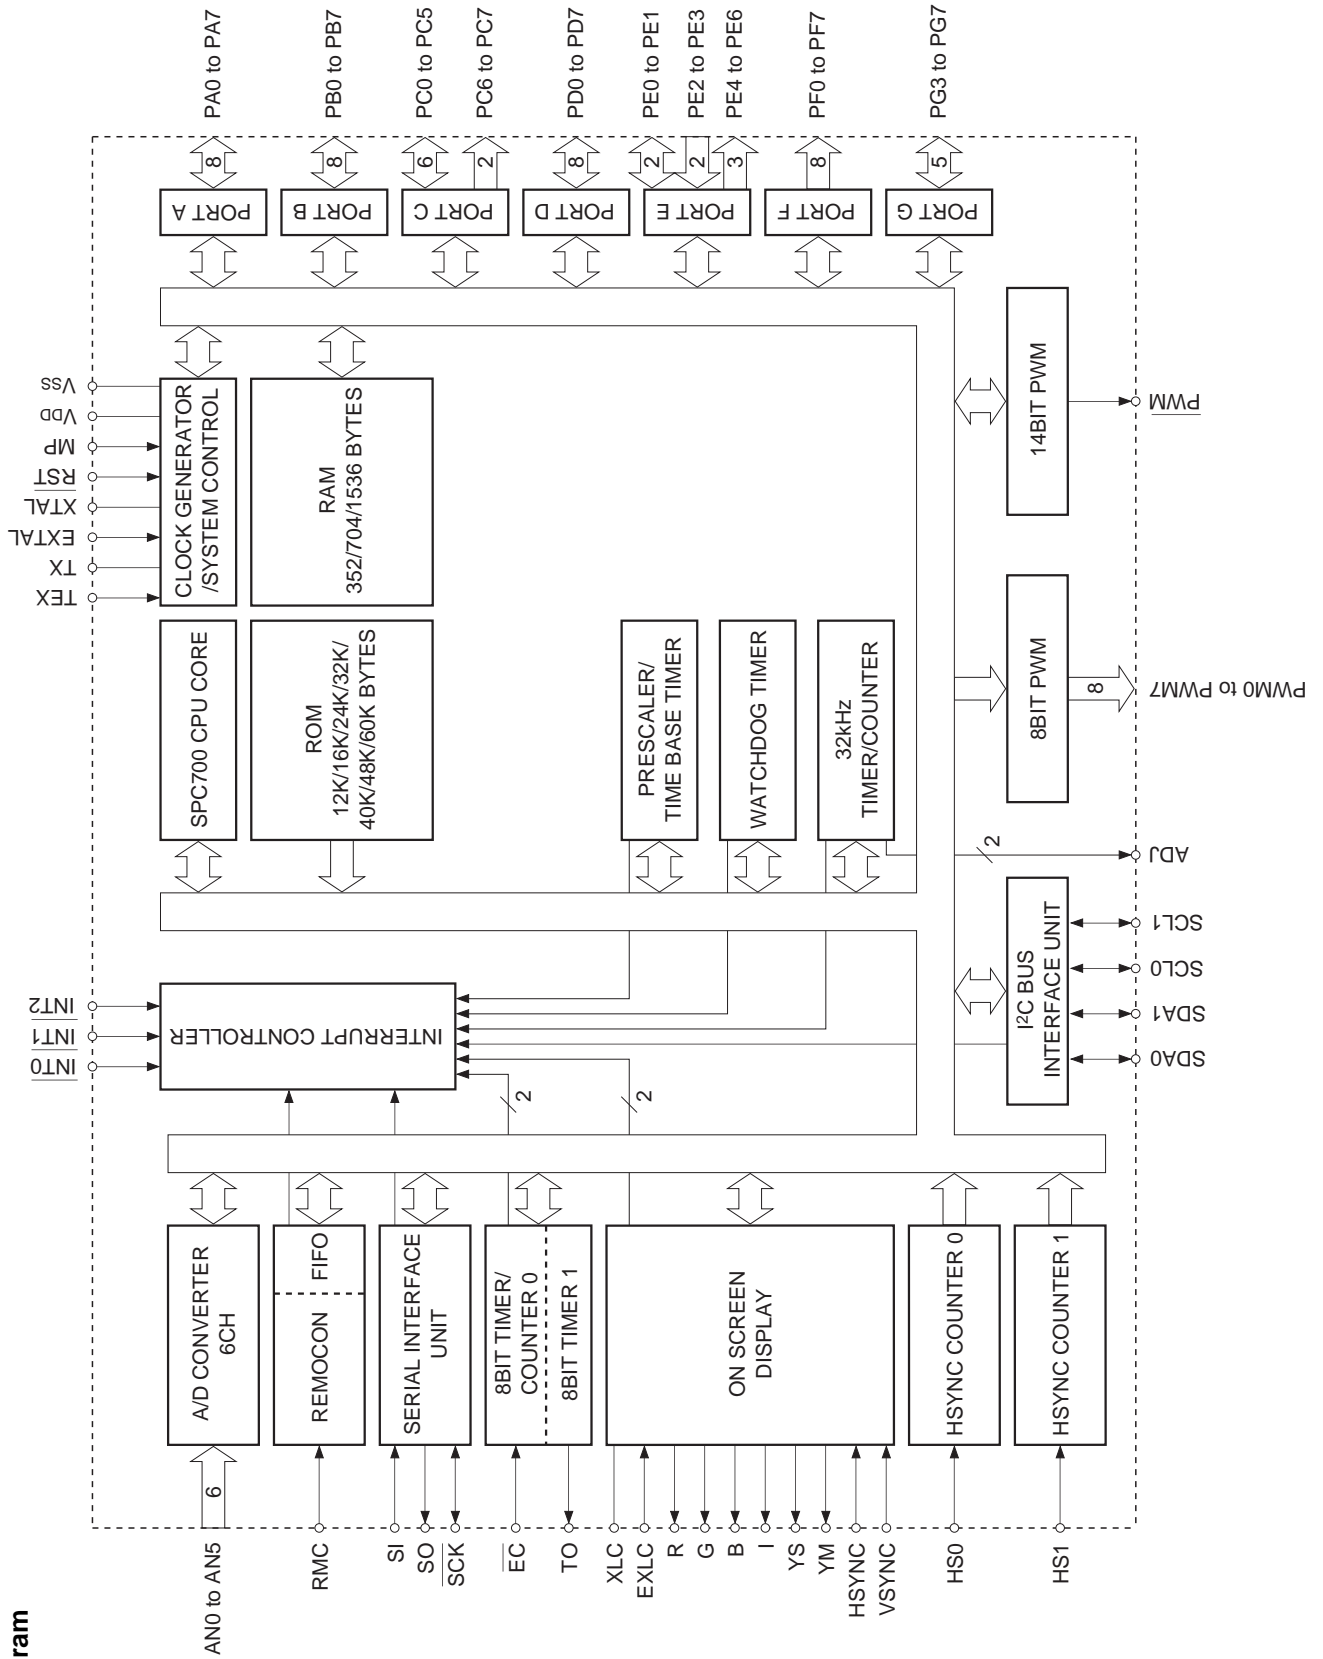 ram
AN0 to AN5
RMC
SI
SO
SCK
EC
TO
XLC
EXLC
R
G
B
I
YS
YM
HSYNC
VSYNC
HS0
HS1
6
A/D CONVERTER
6CH
REMOCON
FIFO
SERIAL INTERFACE
UNIT
8BIT TIMER/
COUNTER 0
8BIT TIMER 1
ON SCREEN
DISPLAY
HSYNC COUNTER 0
HSYNC COUNTER 1
2
2
INT0
INT1
INT2
INTERRUPT CONTROLLER
SPC700 CPU CORE
ROM
12K/16K/24K/32K/
40K/48K/60K BYTES
PRESCALER/
TIME BASE TIMER
WATCHDOG TIMER
32kHz
TIMER/COUNTER
TEX
TX
EXTAL
XTAL
RST
MP
VDD
VSS
CLOCK GENERATOR
/SYSTEM CONTROL
RAM
352/704/1536 BYTES
I2C BUS
INTERFACE UNIT
SDA0
SDA1
SCL0
SCL1
2
ADJ
8BIT PWM
8
PWM0 to PWM7
14BIT PWM
PWM
PORT A
PORT B
PORT C
PORT D
PORT E
PORT F
PORT G
8
8
6
2
8
2
2
3
8
5
PA0 to PA7
PB0 to PB7
PC0 to PC5
PC6 to PC7
PD0 to PD7
PE0 to PE1
PE2 to PE3
PE4 to PE6
PF0 to PF7
PG3 to PG7